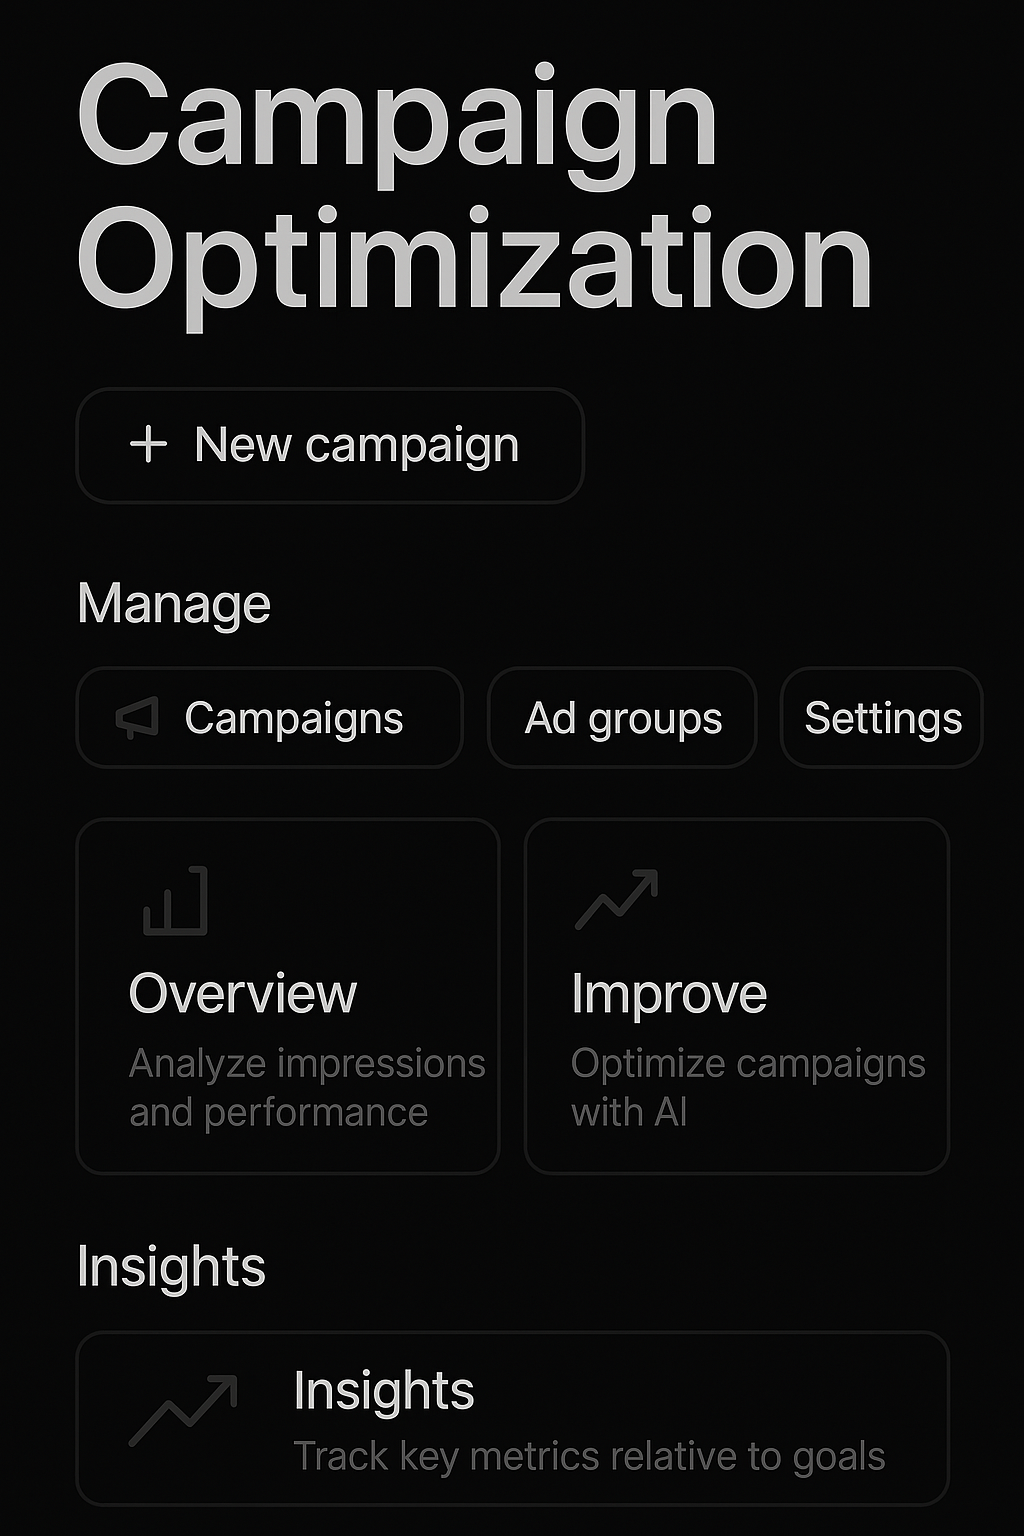 Campaign
Optimization
+ New campaign
Manage
Campaigns
Ad groups
Settings
Overview
Analyze impressions
and performance
Improve
Optimize campaigns
with AI
Insights
Insights
Track key metrics relative to goals